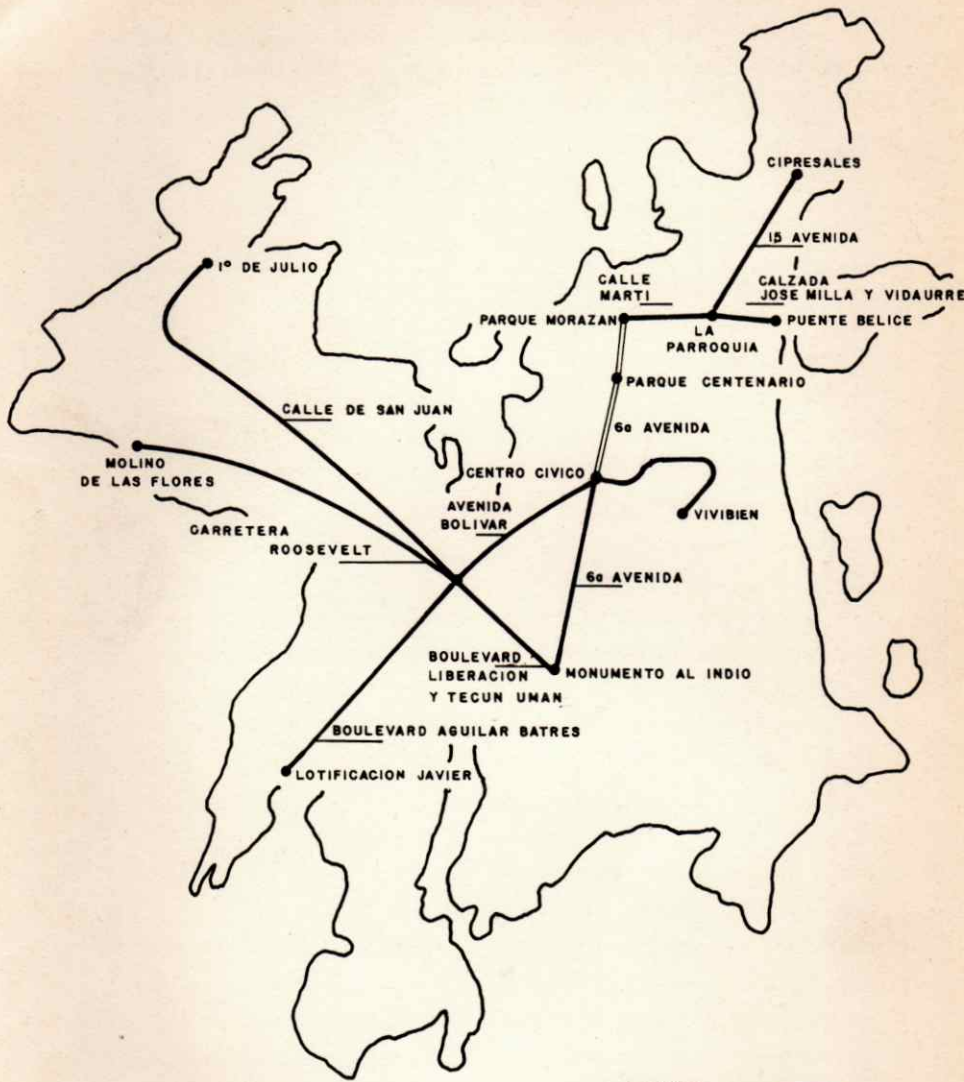 CIPRESALES
15 AVENIDA
1º DE JULIO
CALLE
MARTI
CALZADA
JOSE MILLA Y VIDAURRE
PARQUE MORAZAN
PUENTE BELICE
LA
PARROQUIA
PARQUE CENTENARIO
CALLE DE SAN JUAN
6a AVENIDA
MOLINO
DE LAS FLORES
CENTRO CIVICO
AVENIDA
BOLIVAR
VIVIBIEN
CARRETERA
ROOSEVELT
6a AVENIDA
BOULEVARD
LIBERACION
Y TECUN UMAN
MONUMENTO AL INDIO
BOULEVARD AGUILAR BATRES
LOTIFICACION JAVIER